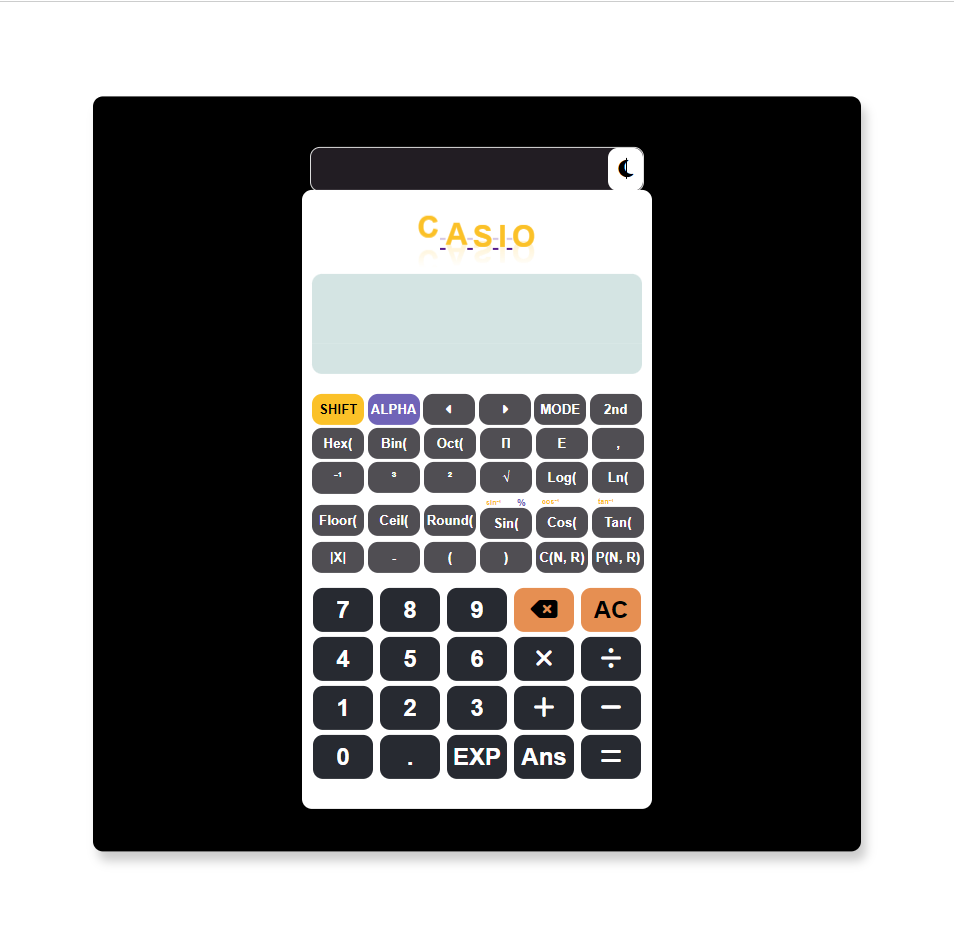 CASIO
SHIFT ALPHA MODE 2nd
Hex( Bin( Oct( Π E ,
⁻¹ ³ ² √ Log( Ln(
sin⁻¹ % cos⁻¹ tan⁻¹
Floor( Ceil( Round( Sin( Cos( Tan(
|X| - ( ) C(N, R) P(N, R)
7 8 9 AC
4 5 6 × ÷
1 2 3 + −
0 . EXP Ans =